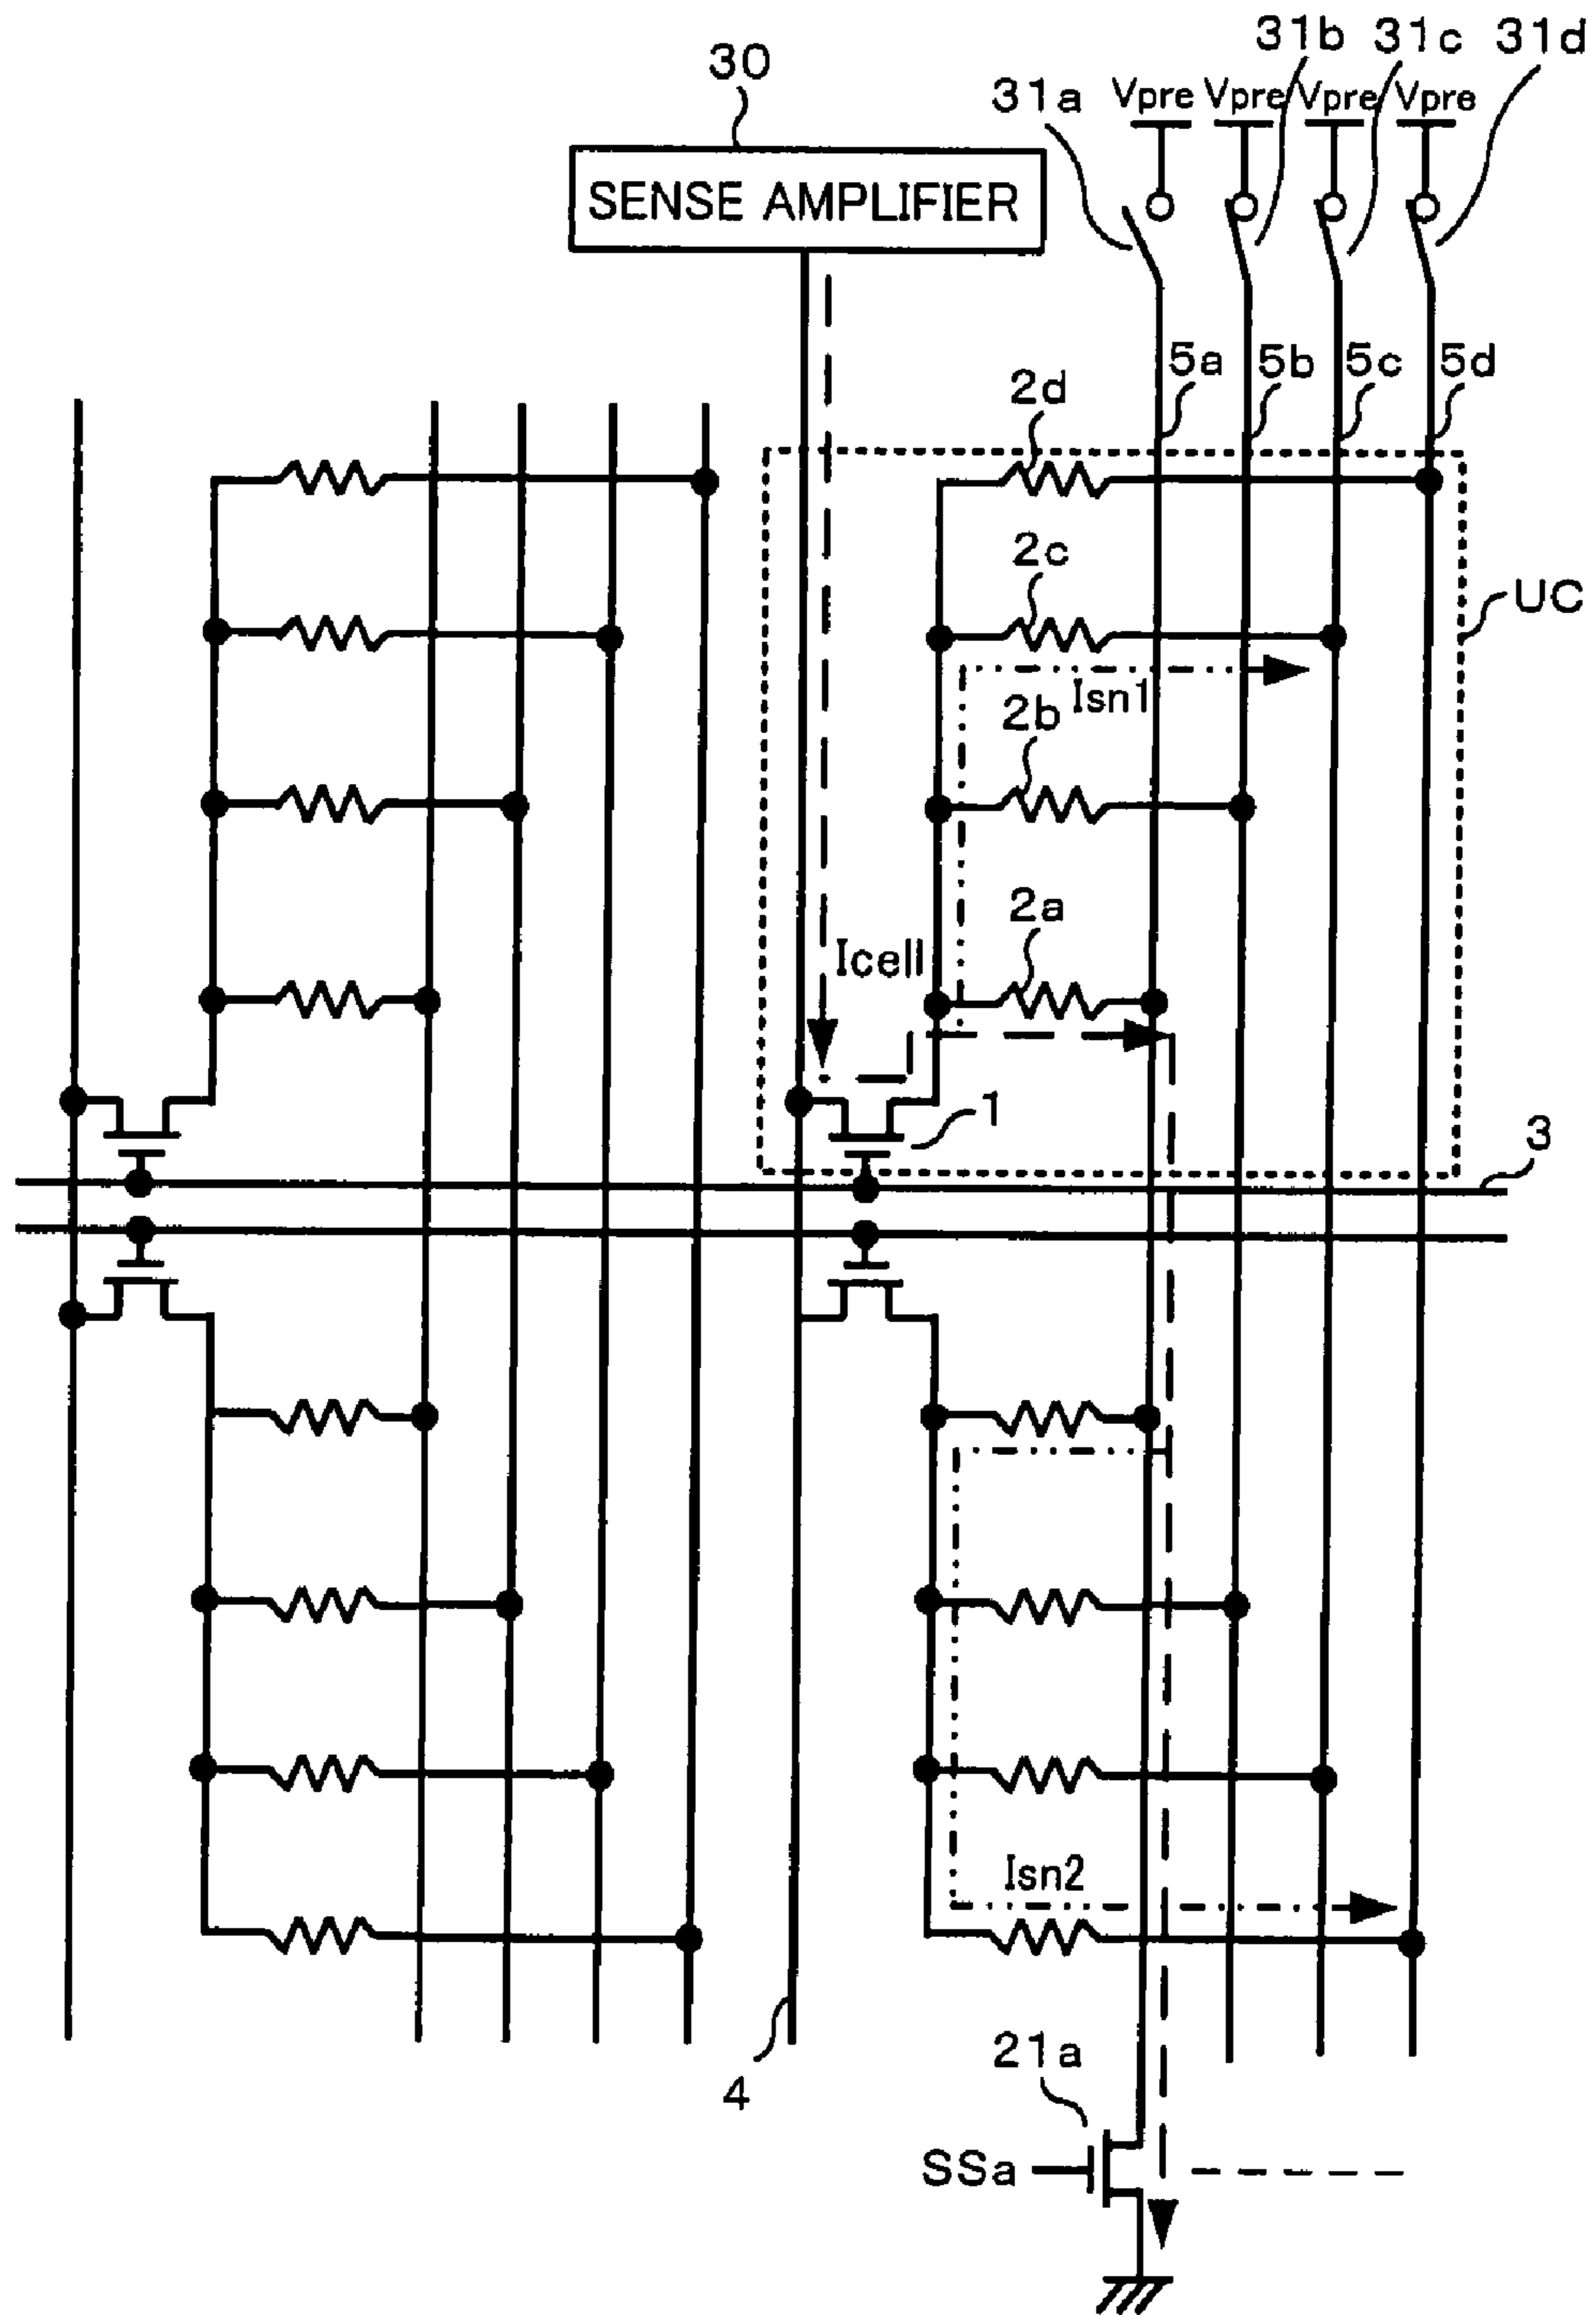 31b 31c 31d
30
31a Vpre Vpre Vpre Vpre
SENSE AMPLIFIER
5a 5b 5c 5d
2d
2c
UC
Isn1
2b
2a
Icell
1
3
Isn2
21a
4
SSa